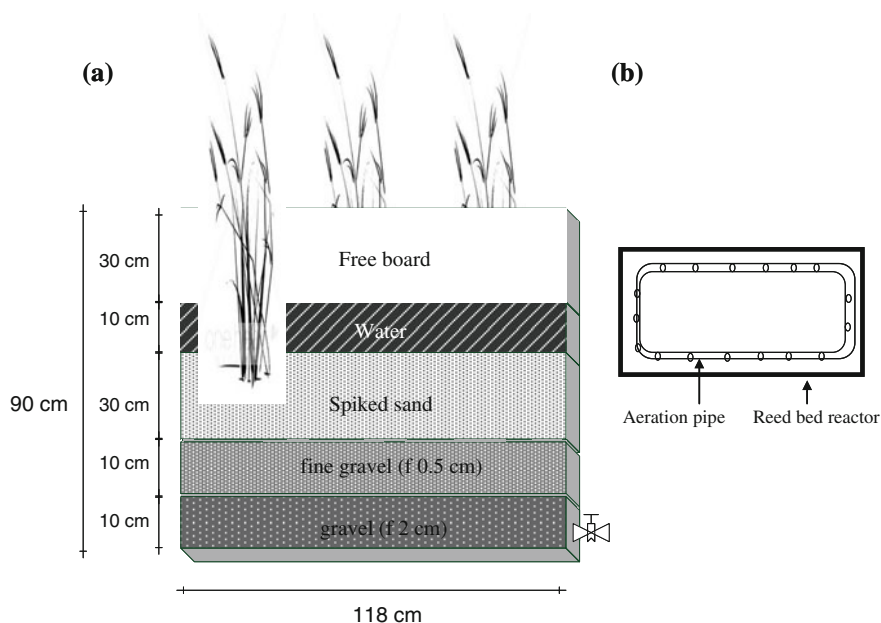 (a)
(b)
30 cm
Free board
10 cm
Water
90 cm
30 cm
Spiked sand
10 cm
fine gravel (f 0.5 cm)
10 cm
gravel (f 2 cm)
118 cm
Aeration pipe
Reed bed reactor